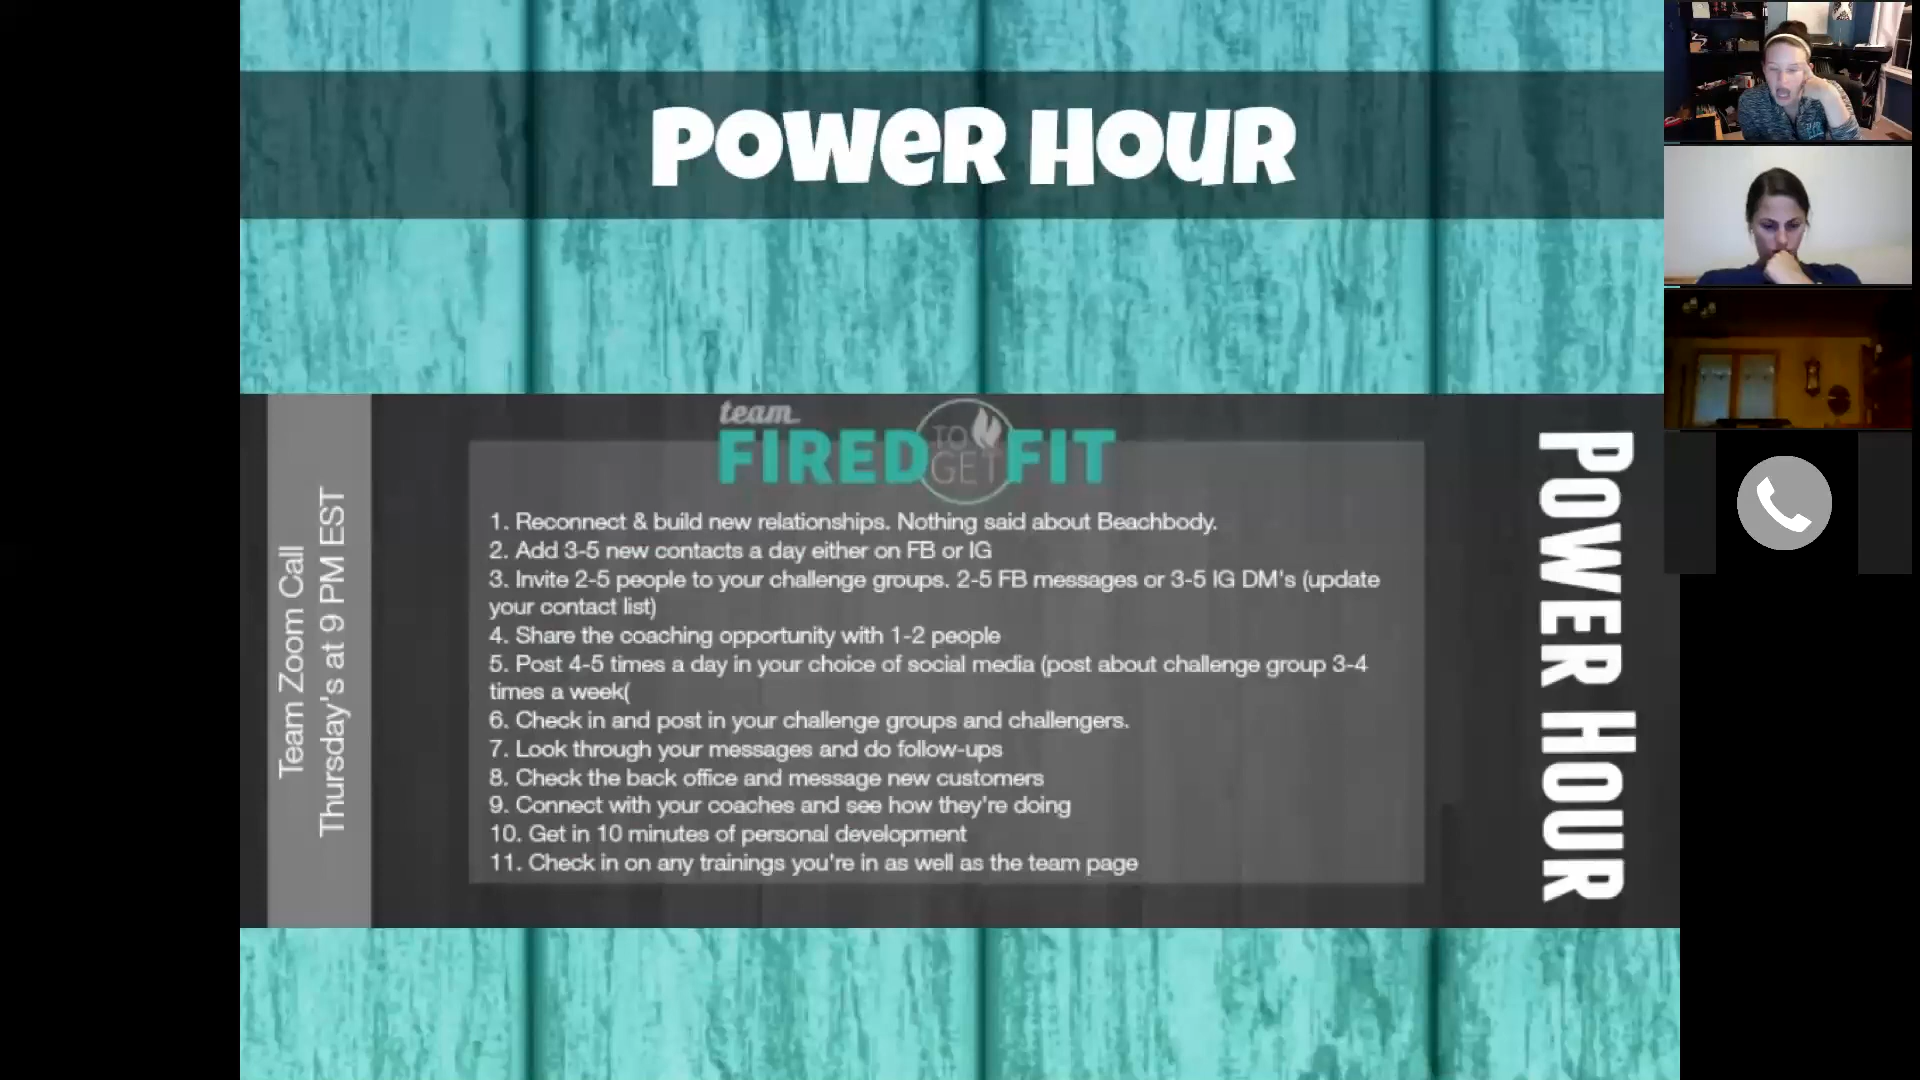 POWER HOUR
Team Zoom Call
Thursday's at 9 PM EST
team
FIRED TO GET FIT
1. Reconnect & build new relationships. Nothing said about Beachbody.
2. Add 3-5 new contacts a day either on FB or IG
3. Invite 2-5 people to your challenge groups. 2-5 FB messages or 3-5 IG DM's (update
your contact list)
4. Share the coaching opportunity with 1-2 people
5. Post 4-5 times a day in your choice of social media (post about challenge group 3-4
times a week(
6. Check in and post in your challenge groups and challengers.
7. Look through your messages and do follow-ups
8. Check the back office and message new customers
9. Connect with your coaches and see how they're doing
10. Get in 10 minutes of personal development
11. Check in on any trainings you're in as well as the team page
POWER HOUR